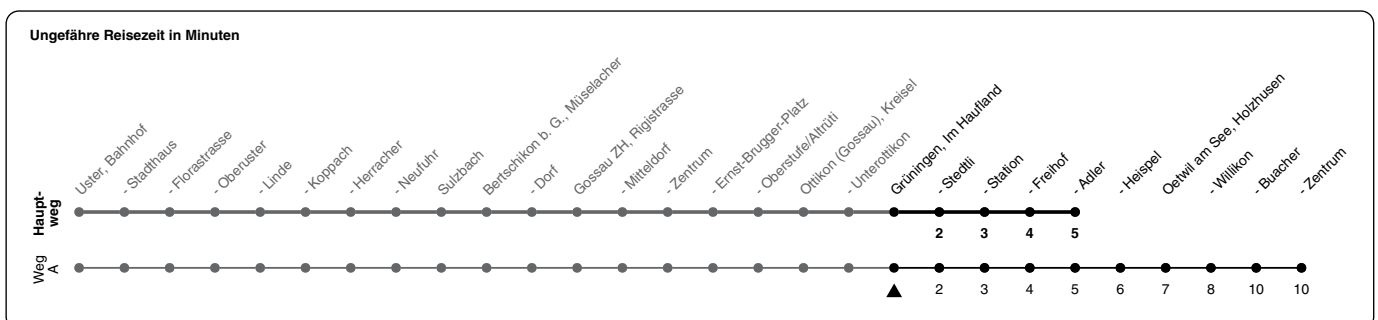 Ungefähre Reisezeit in Minuten
Uster, Bahnhof
- Stadthaus
- Florastrasse
- Oberuster
- Linde
- Koppach
- Herracher
- Neufuhr
Sulzbach
Bertschikon b. G., Müselacher
- Dorf
Gossau ZH, Rigistrasse
- Mitteldorf
- Zentrum
- Ernst-Brugger-Platz
- Oberstufe/Altrüti
Ottikon (Gossau), Kreisel
- Unterottikon
Grüningen, Im Haufland
- Stedtli
- Station
- Freihof
- Adler
- Heispel
Oetwil am See, Holzhusen
- Willikon
- Buacher
- Zentrum
Haupt-
weg
2 3 4 5
Weg
A
2 3 4 5 6 7 8 10 10